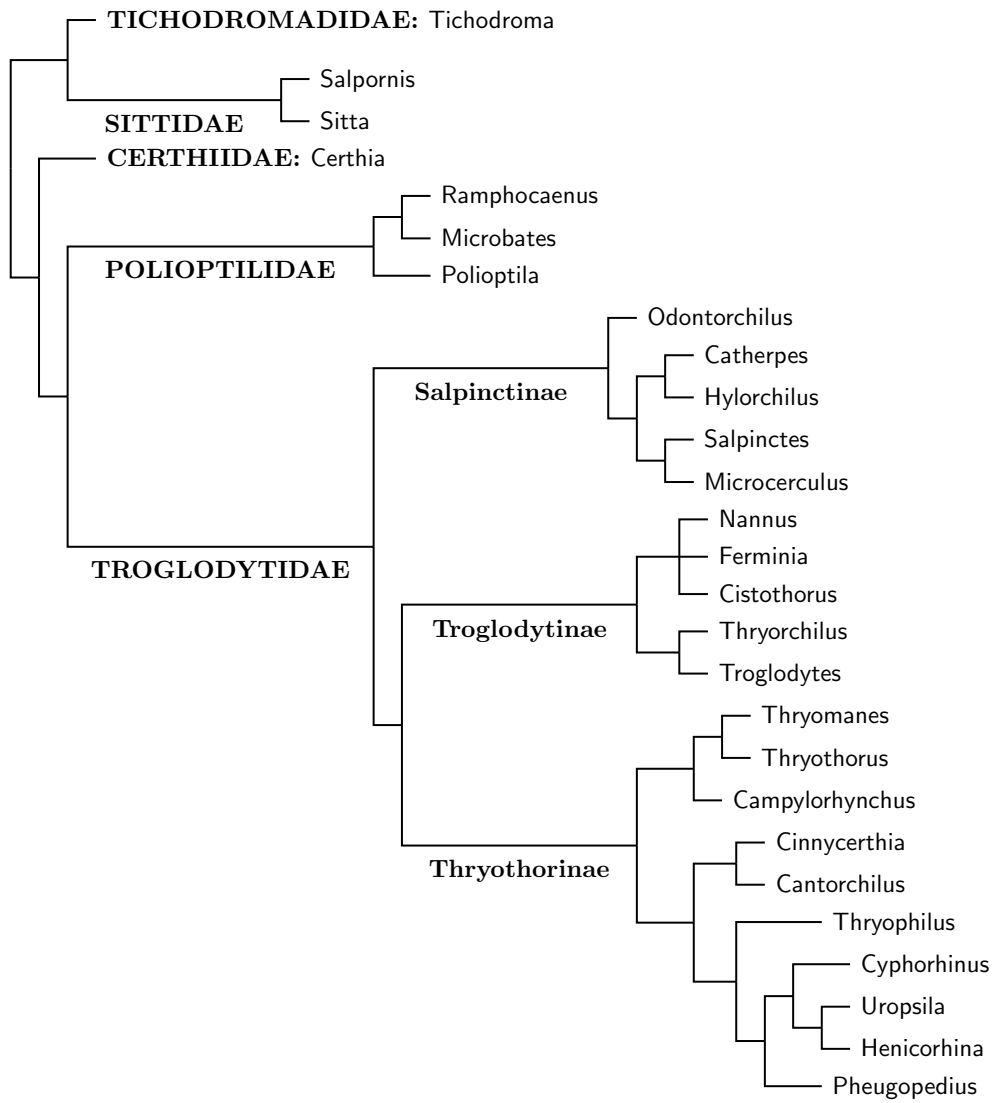 TICHODROMADIDAE: Tichodroma
Salpornis
Sitta
SITTIDAE
CERTHIIDAE: Certhia
Ramphocaenus
Microbates
POLIOPTILIDAE
Polioptila
Odontorchilus
Catherpes
Salpinctinae
Hylorchilus
Salpinctes
Microcerculus
Nannus
Ferminia
TROGLODYTIDAE
Cistothorus
Troglodytinae
Thryorchilus
Troglodytes
Thryomanes
Thryothorus
Campylorhynchus
Cinnycerthia
Thryothorinae
Cantorchilus
Thryophilus
Cyphorhinus
Uropsila
Henicorhina
Pheugopedius